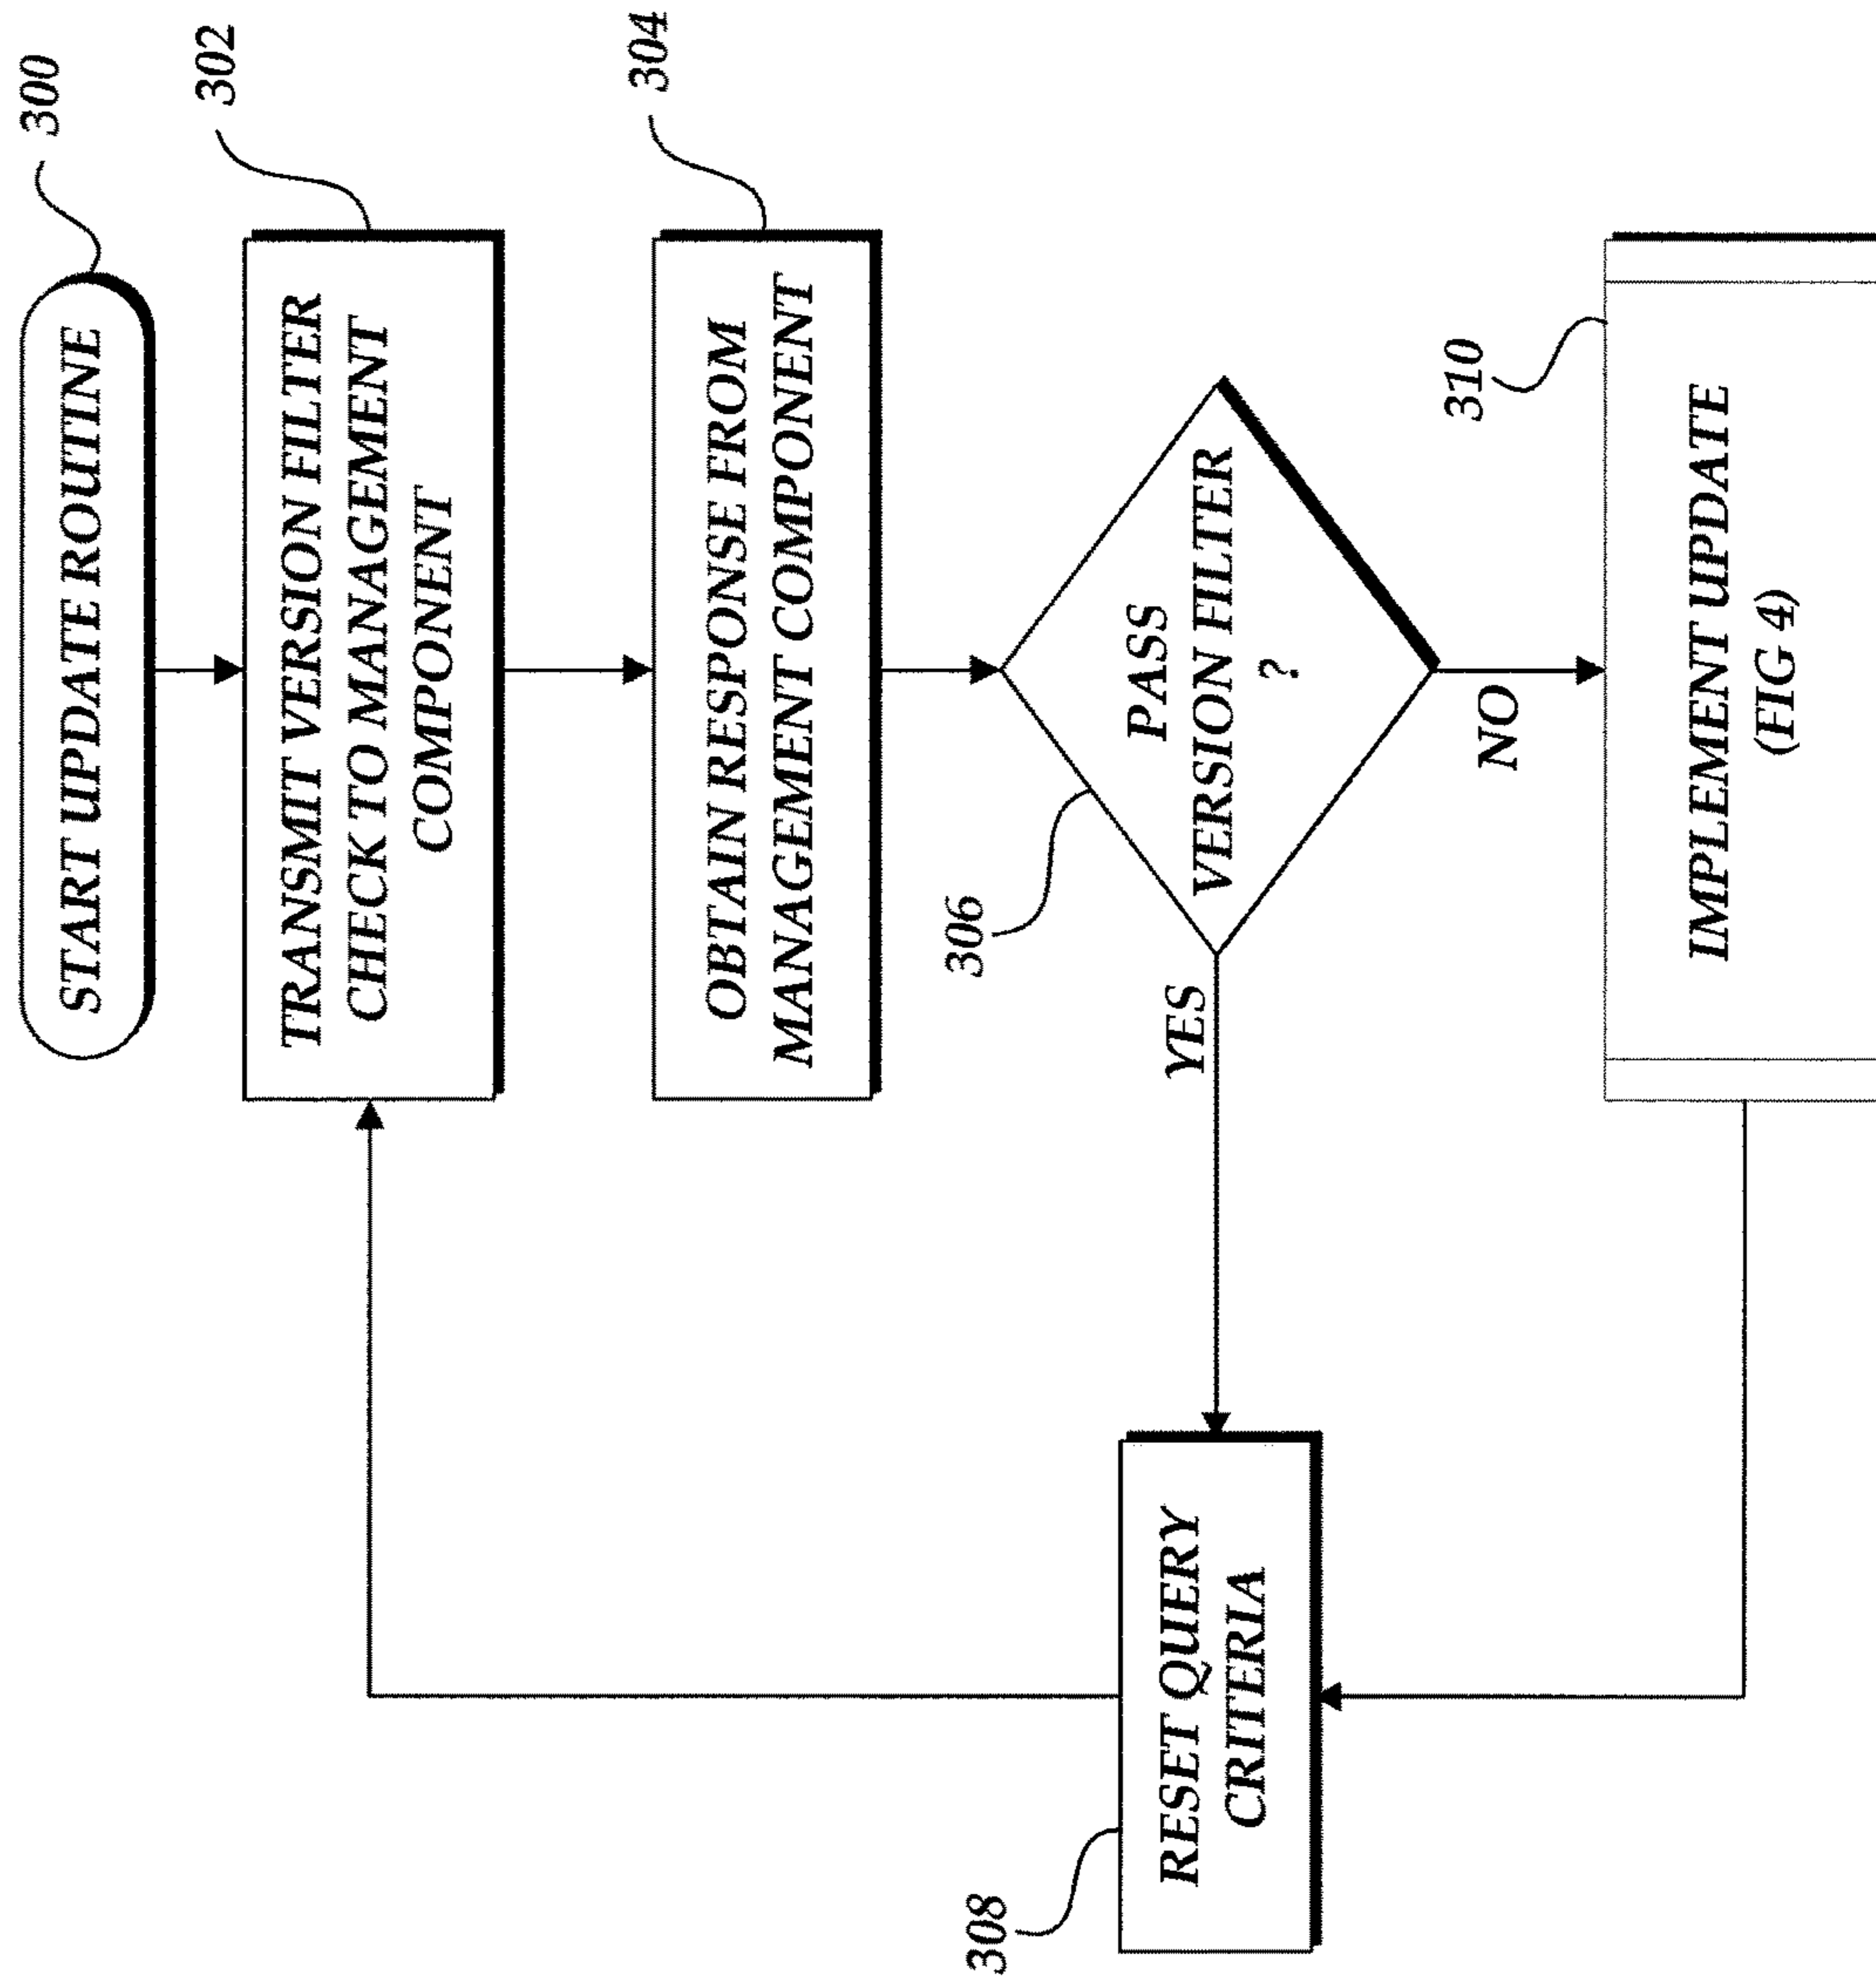 START UPDATE ROUTINE
300
TRANSMIT VERSION FILTER
CHECK TO MANAGEMENT
COMPONENT
302
OBTAIN RESPONSE FROM
MANAGEMENT COMPONENT
304
306
PASS
VERSION FILTER
?
YES
NO
308
RESET QUERY
CRITERIA
310
IMPLEMENT UPDATE
(FIG 4)